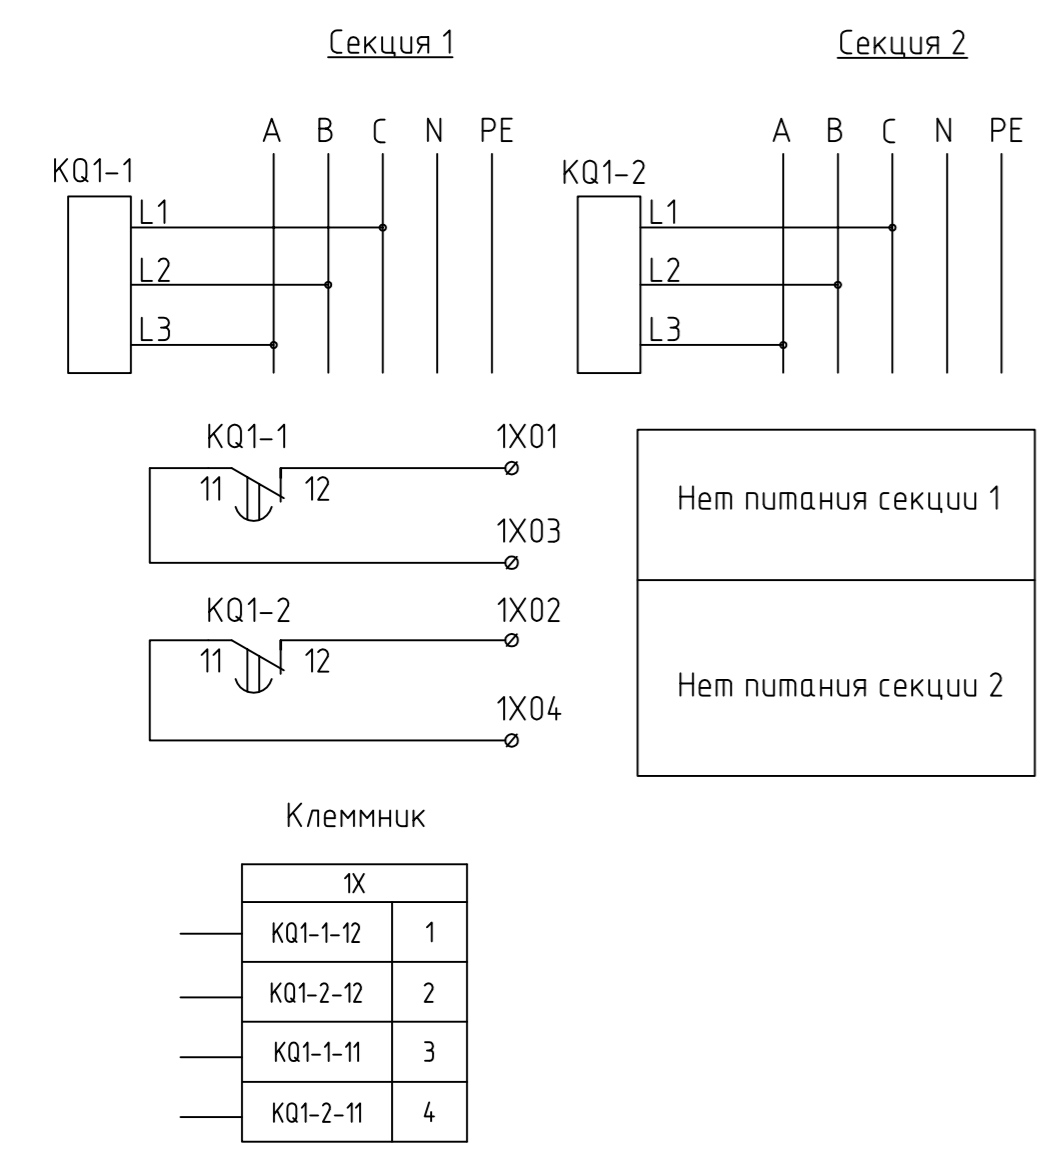 Секция 1
Секция 2
A B C N PE
A B C N PE
KQ1-1
KQ1-2
L1
L1
L2
L2
L3
L3
KQ1-1
1X01
11 12
1X03
Нет питания секции 1
KQ1-2
1X02
11 12
1X04
Нет питания секции 2
Клеммник
1X
KQ1-1-12 1
KQ1-2-12 2
KQ1-1-11 3
KQ1-2-11 4